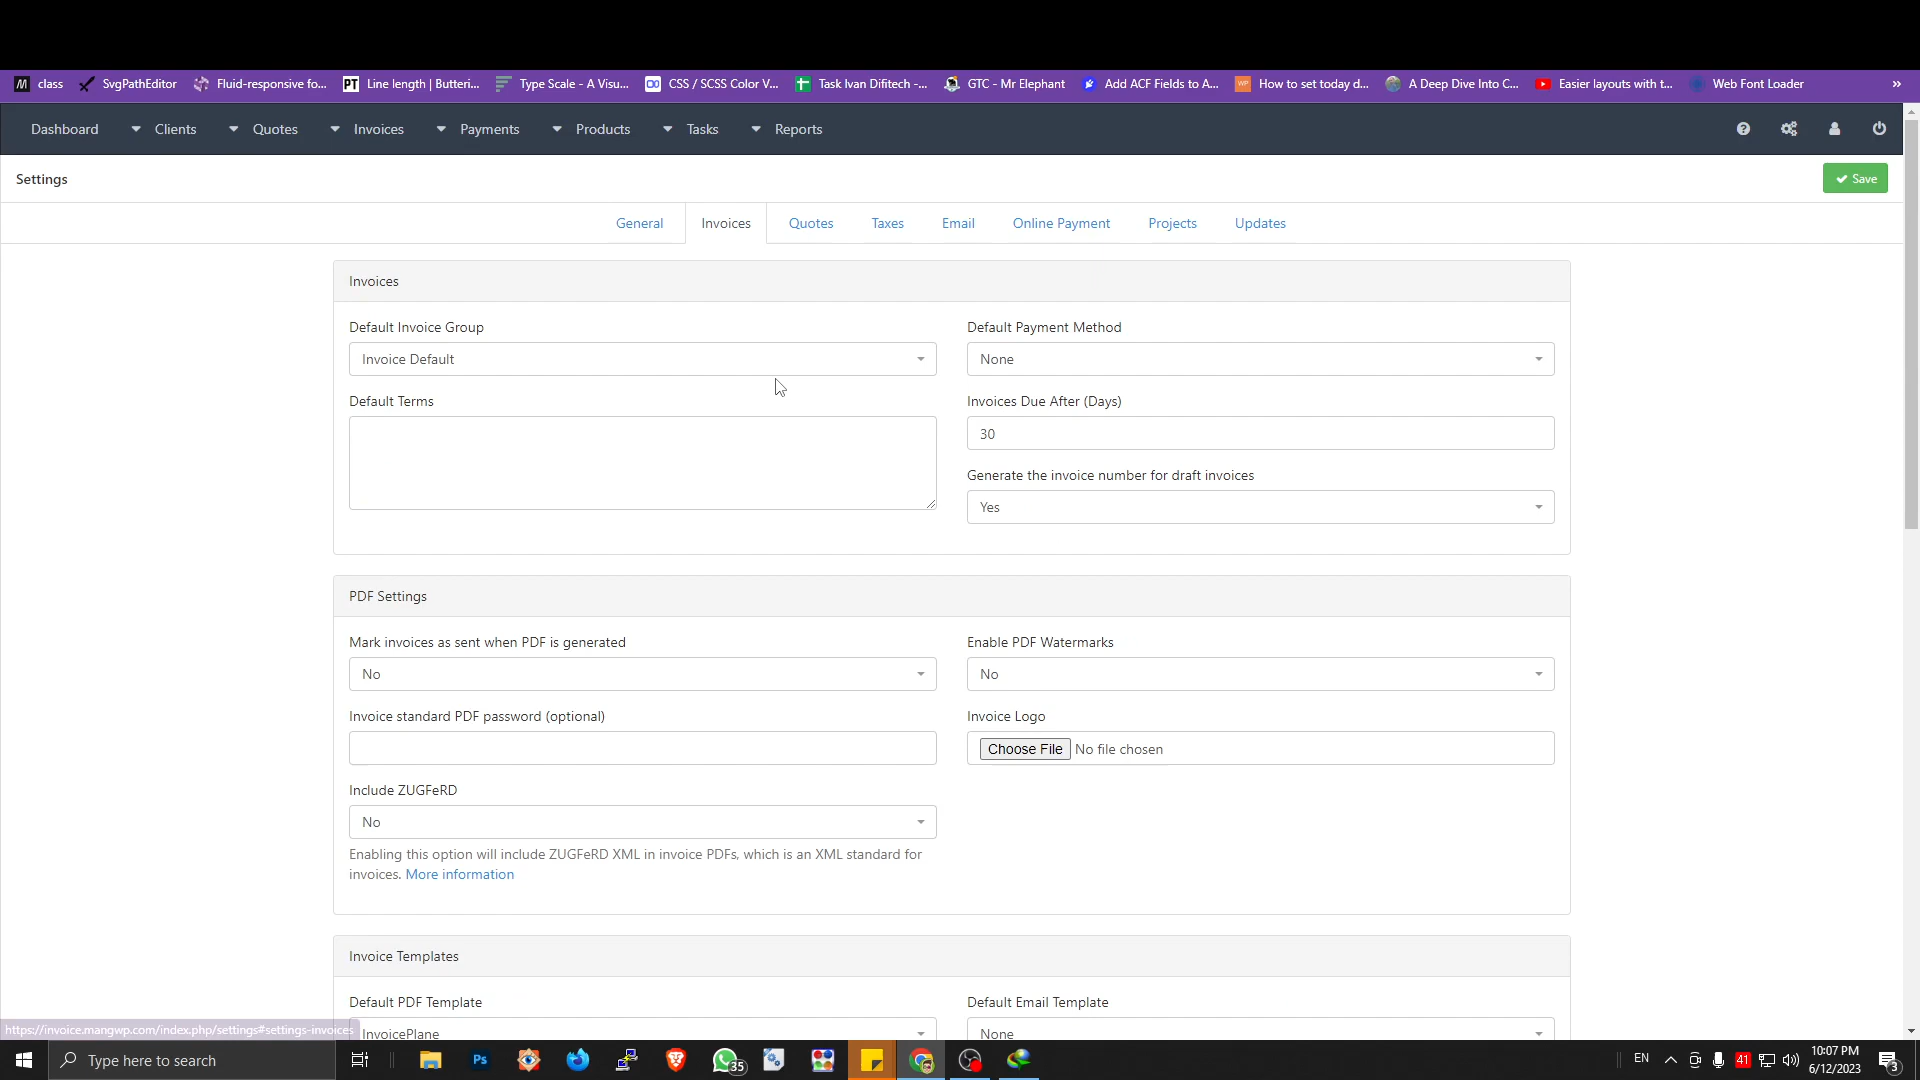 class SvgPathEditor Fluid-responsive fo... PT Line length | Butteri... Type Scale - A Visu... CSS / SCSS Color V... Task Ivan Difitech -... GTC - Mr Elephant Add ACF Fields to A... WP How to set today d... A Deep Dive Into C... Easier layouts with t... Web Font Loader »
Dashboard Clients Quotes Invoices Payments Products Tasks Reports
Settings Save
General Invoices Quotes Taxes Email Online Payment Projects Updates
Invoices
Default Invoice Group Default Payment Method
Invoice Default None
Default Terms Invoices Due After (Days)
30
Generate the invoice number for draft invoices
Yes
PDF Settings
Mark invoices as sent when PDF is generated Enable PDF Watermarks
No No
Invoice standard PDF password (optional) Invoice Logo
Choose File No file chosen
Include ZUGFeRD
No
Enabling this option will include ZUGFeRD XML in invoice PDFs, which is an XML standard for
invoices. More information
Invoice Templates
Default PDF Template Default Email Template
InvoicePlane None
https://invoice.mangwp.com/index.php/settings#settings-invoices
Type here to search Ps 35 EN 41 10:07 PM
6/12/2023 3